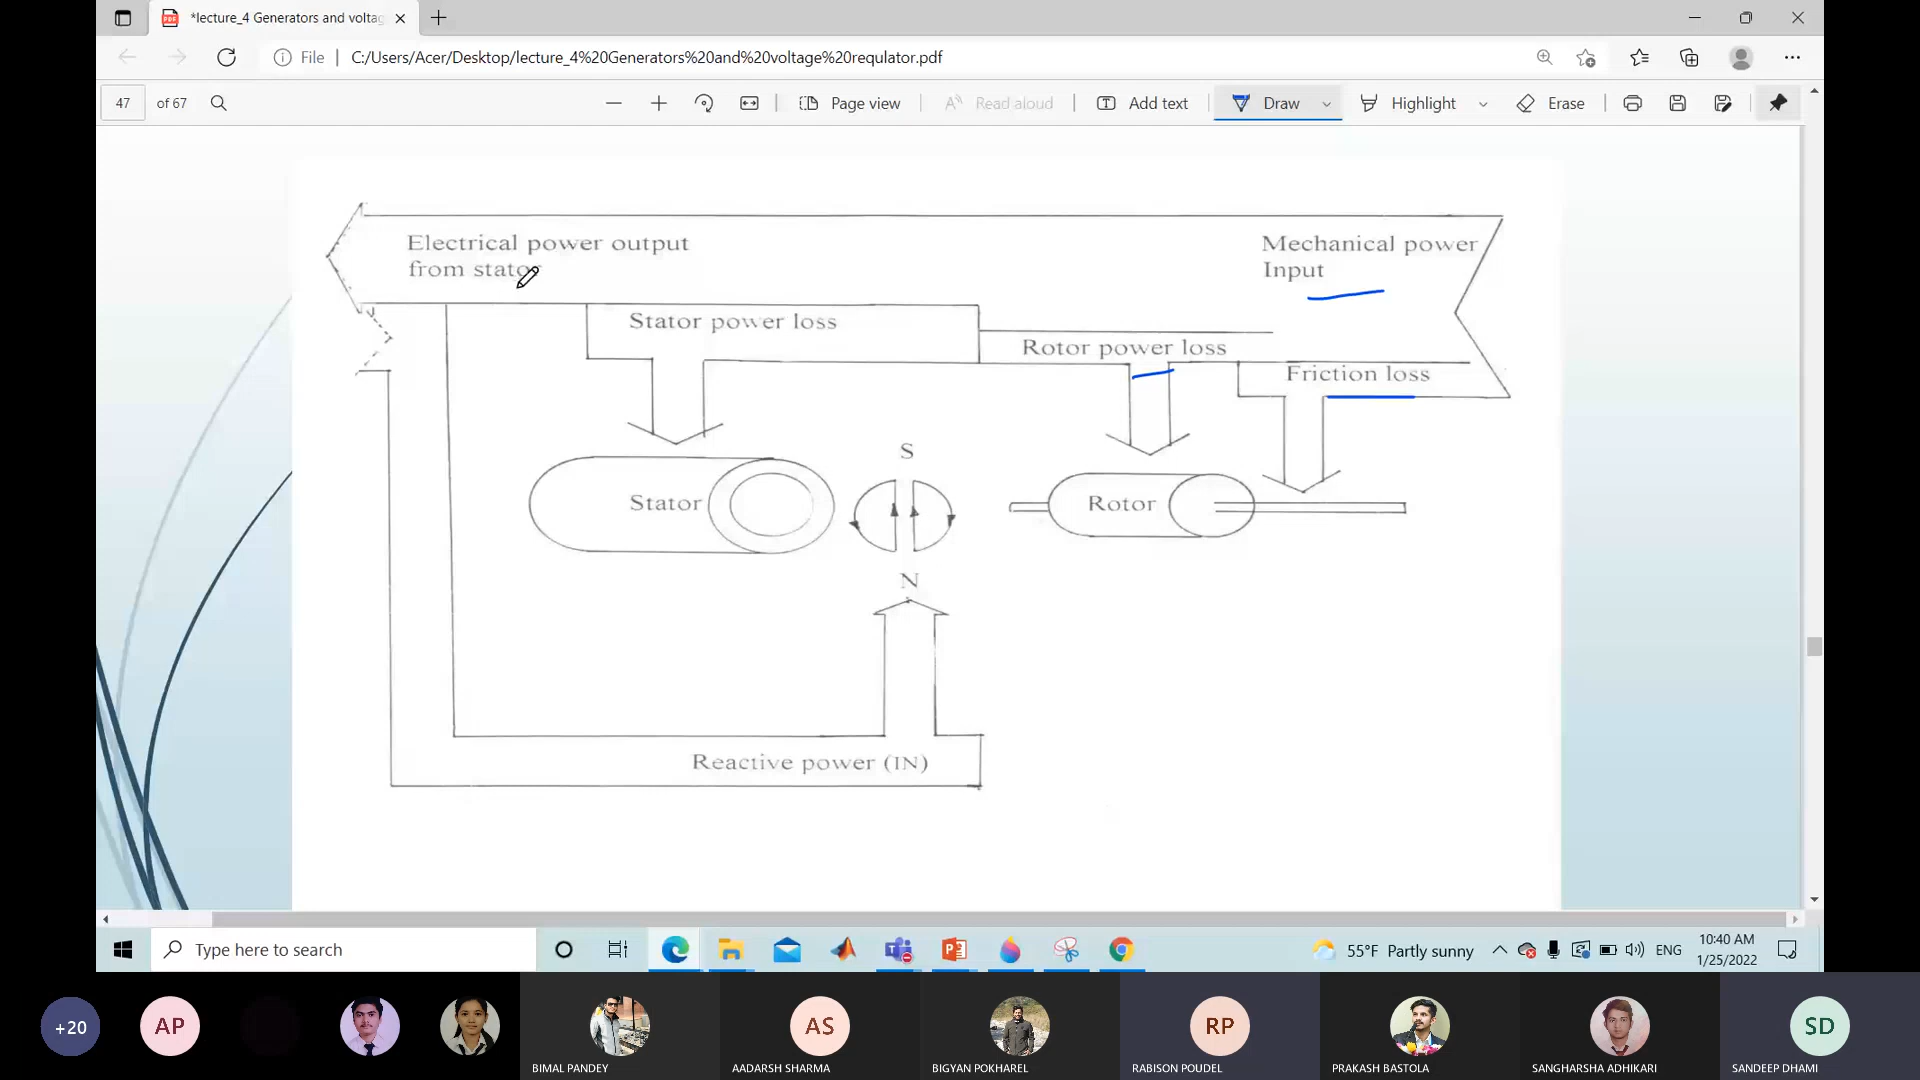 *lecture_4 Generators and volta
File
C:/Users/Acer/Desktop/lecture_4%20Generators%20and%20voltage%20requlator.pdf
47 of 67
Page view
Read aloud
Add text
Draw
Highlight
Erase
Electrical power output
from stator
Mechanical power
Input
Stator power loss
Rotor power loss
Friction loss
S
Stator
Rotor
N
Reactive power (IN)
Type here to search
55°F Partly sunny
ENG
10:40 AM
1/25/2022
+20
AP
AS
RP
SD
BIMAL PANDEY
AADARSH SHARMA
BIGYAN POKHAREL
RABISON POUDEL
PRAKASH BASTOLA
SANGHARSHA ADHIKARI
SANDEEP DHAMI